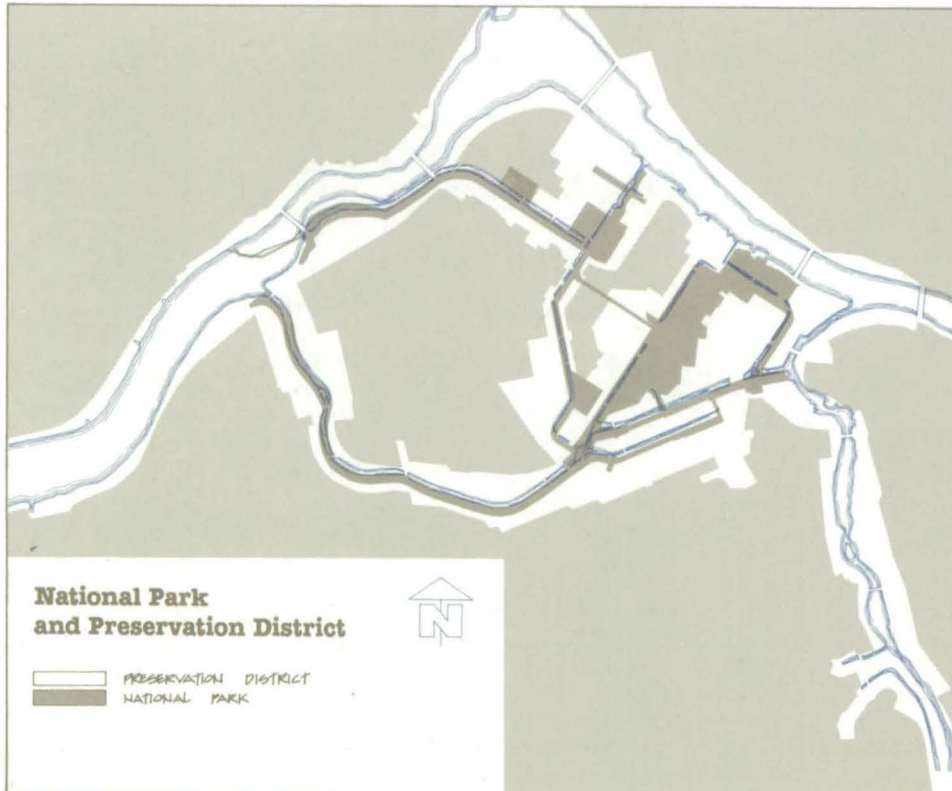 National Park
and Preservation District
N
PRESERVATION DISTRICT
NATIONAL PARK